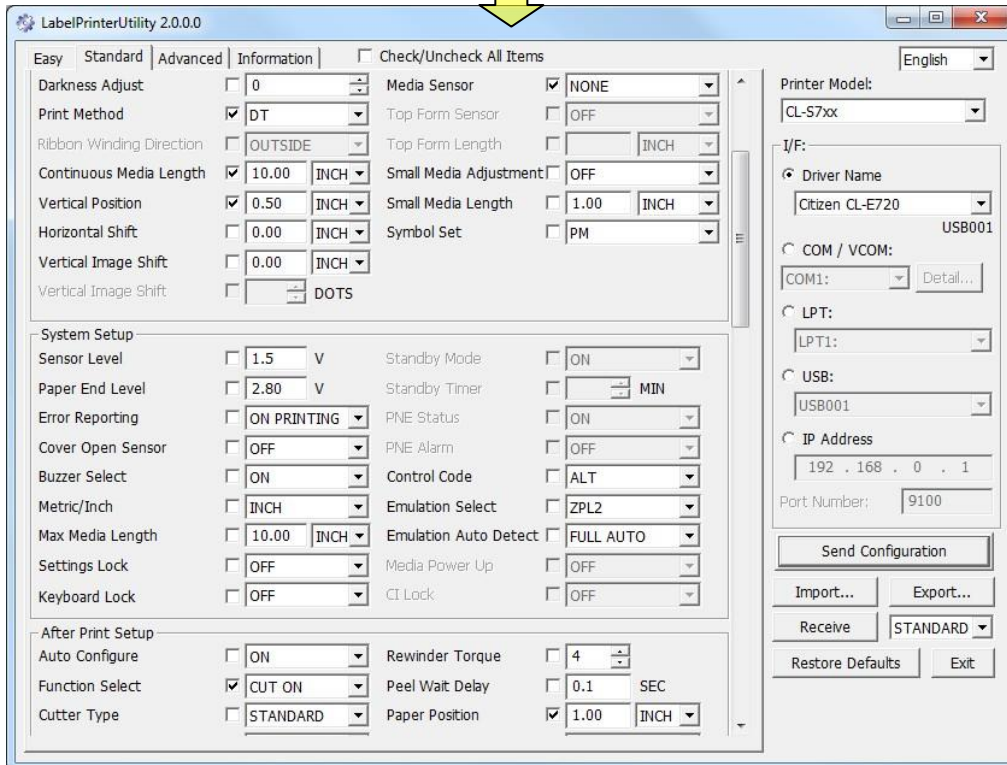 LabelPrinterUtility 2.0.0.0
Easy Standard Advanced Information Check/Uncheck All Items English
Darkness Adjust 0 Media Sensor NONE
Print Method DT Top Form Sensor OFF
Ribbon Winding Direction OUTSIDE Top Form Length INCH
Continuous Media Length 10.00 INCH Small Media Adjustment OFF
Vertical Position 0.50 INCH Small Media Length 1.00 INCH
Horizontal Shift 0.00 INCH Symbol Set PM
Vertical Image Shift 0.00 INCH
Vertical Image Shift DOTS
System Setup
Sensor Level 1.5 V Standby Mode ON
Paper End Level 2.80 V Standby Timer MIN
Error Reporting ON PRINTING PNE Status ON
Cover Open Sensor OFF PNE Alarm OFF
Buzzer Select ON Control Code ALT
Metric/Inch INCH Emulation Select ZPL2
Max Media Length 10.00 INCH Emulation Auto Detect FULL AUTO
Settings Lock OFF Media Power Up OFF
Keyboard Lock OFF CI Lock OFF
After Print Setup
Auto Configure ON Rewinder Torque 4
Function Select CUT ON Peel Wait Delay 0.1 SEC
Cutter Type STANDARD Paper Position 1.00 INCH
Printer Model:
CL-S7xx
I/F:
Driver Name
Citizen CL-E720
USB001
COM / VCOM:
COM1: Detail...
LPT:
LPT1:
USB:
USB001
IP Address
192 . 168 . 0 . 1
Port Number: 9100
Send Configuration
Import... Export...
Receive STANDARD
Restore Defaults Exit